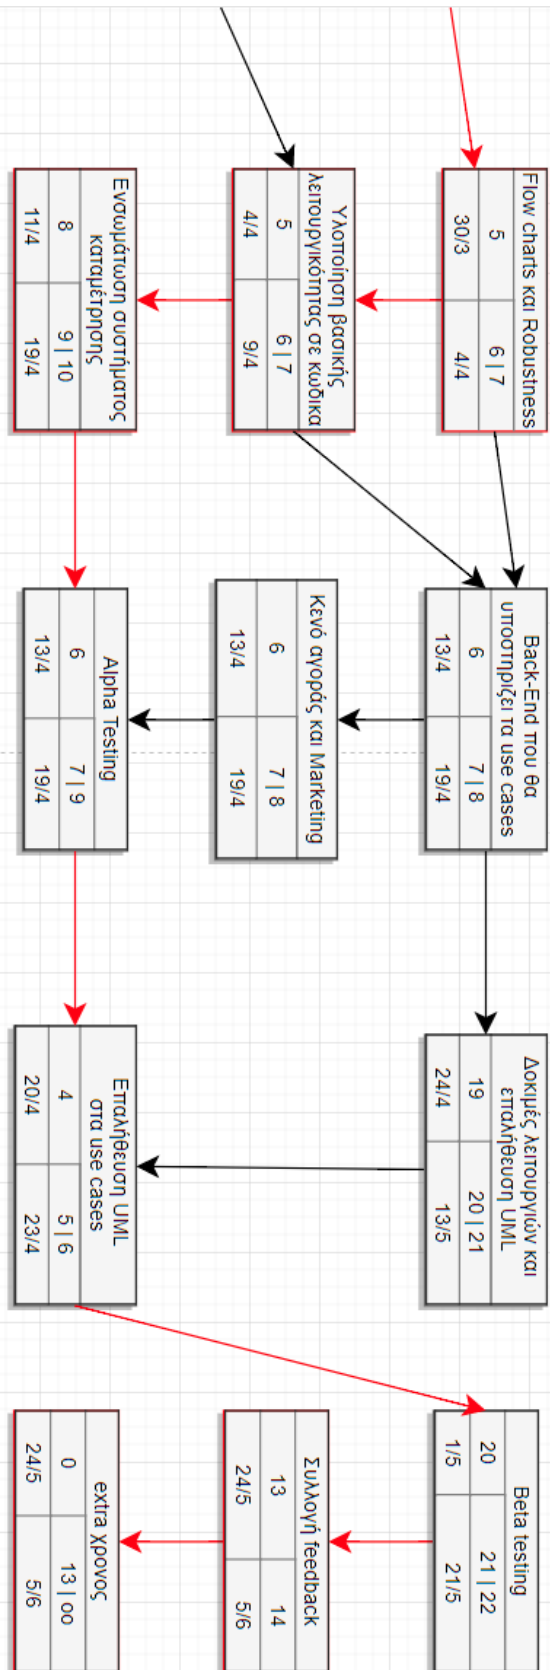 Flow charts και Robustness
5
6 | 7
30/3
4/4
Υλοποίηση βασικής
λειτουργικότητας σε κώδικα
5
6 | 7
4/4
9/4
Ενσωμάτωση συστήματος
καταμέτρησης
8
9 | 10
11/4
19/4
Back-End που θα
υποστηρίζει τα use cases
6
7 | 8
13/4
19/4
Κενό αγοράς και Marketing
6
7 | 8
13/4
19/4
Alpha Testing
6
7 | 9
13/4
19/4
Δοκιμές λειτουργιών και
επαλήθευση UML
19
20 | 21
24/4
13/5
Επαλήθευση UML
στα use cases
4
5 | 6
20/4
23/4
Beta testing
20
21 | 22
1/5
21/5
Συλλογή feedback
13
14
24/5
5/6
extra χρονος
0
13 | oo
24/5
5/6